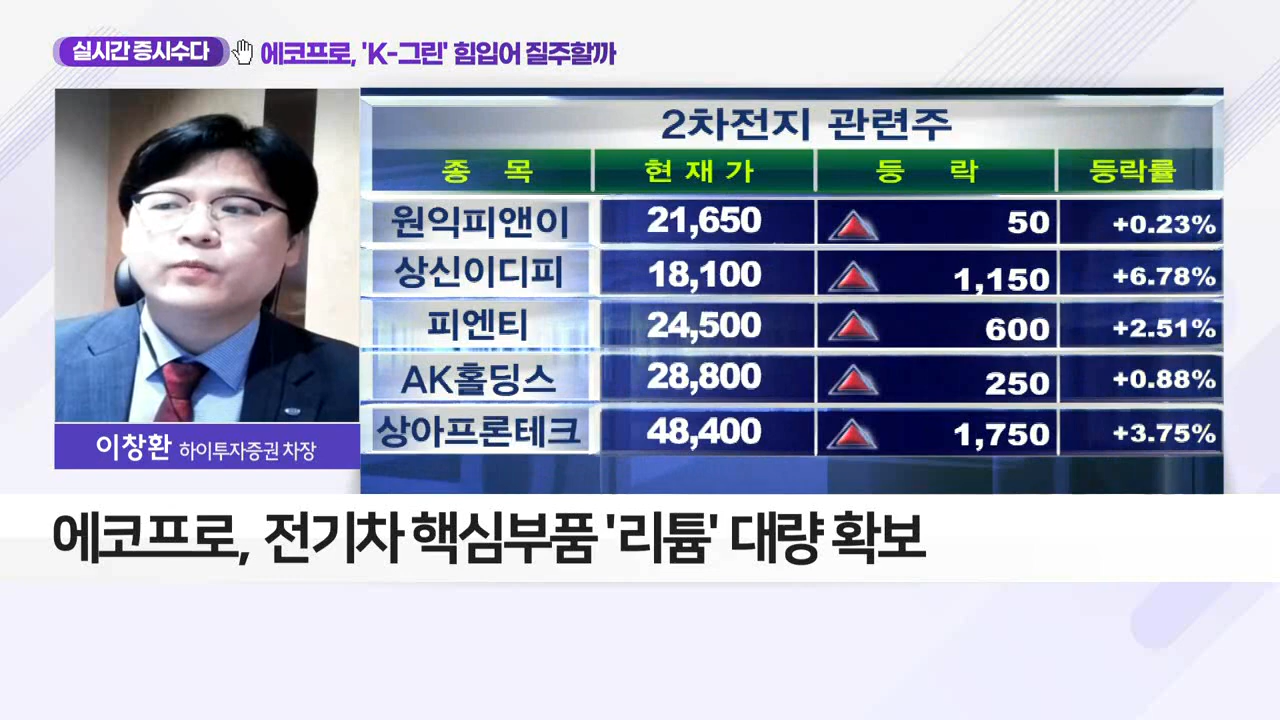 실시간 증시수다 에코프로, 'K-그린' 힘입어 질주할까
2차전지 관련주
종 목 현 재 가 등 락 등락률
원익피앤이 21,650 ▲ 50 +0.23%
상신이디피 18,100 ▲ 1,150 +6.78%
피엔티 24,500 ▲ 600 +2.51%
AK홀딩스 28,800 ▲ 250 +0.88%
상아프론테크 48,400 ▲ 1,750 +3.75%
이창환 하이투자증권 차장
에코프로, 전기차 핵심부품 '리튬' 대량 확보